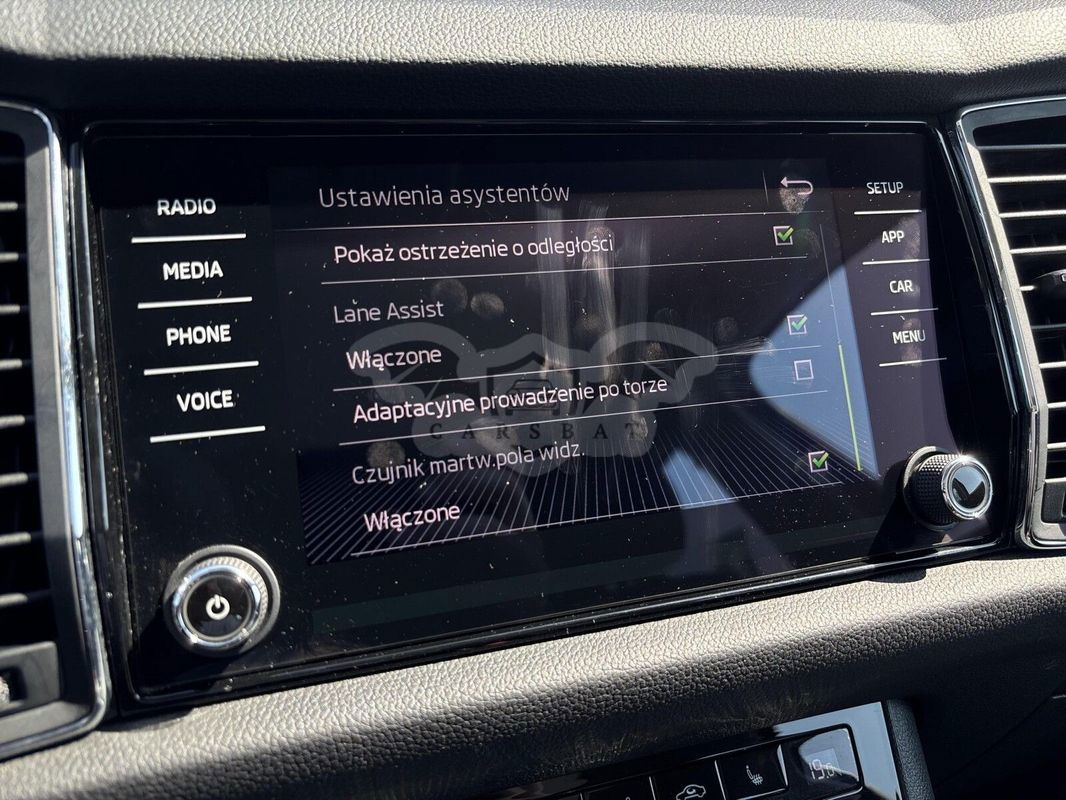 RADIO
MEDIA
PHONE
VOICE
Ustawienia asystentów
Pokaż ostrzeżenie o odległości
Lane Assist
Włączone
Adaptacyjne prowadzenie po torze
Czujnik martw.pola widz.
Włączone
SETUP
APP
CAR
MENU
CARSBAT